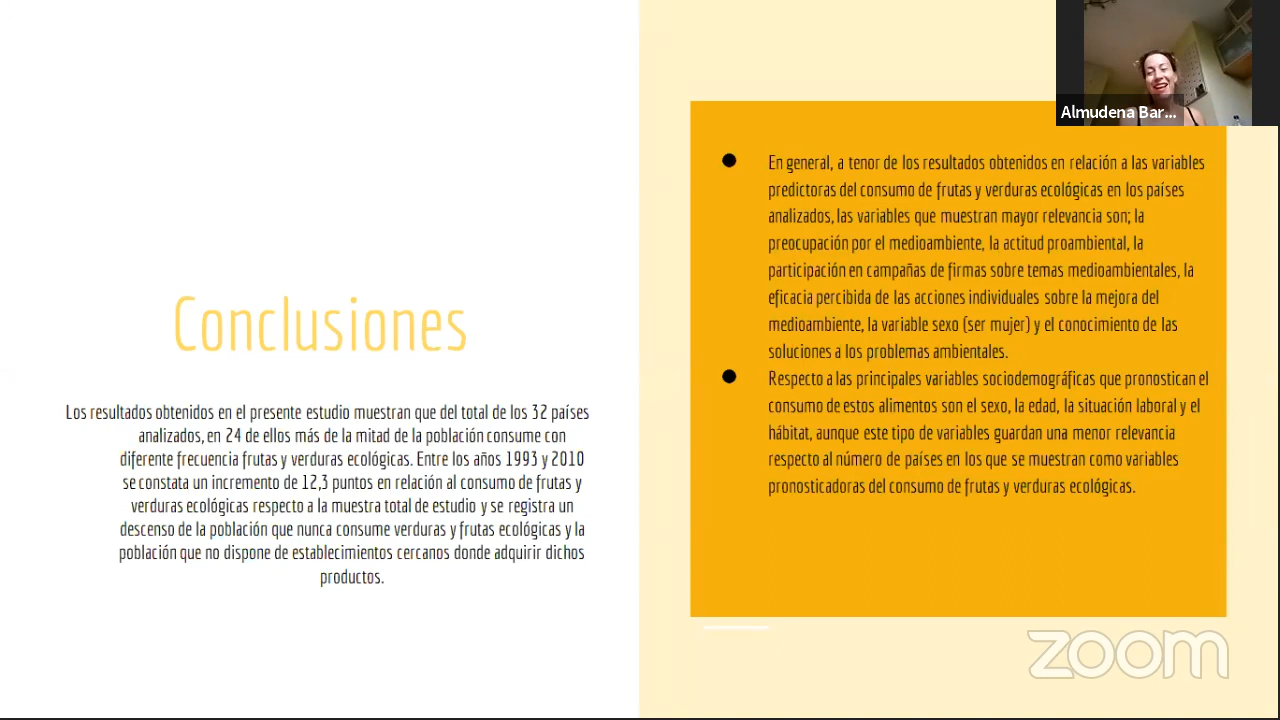 Conclusiones
Los resultados obtenidos en el presente estudio muestran que del total de los 32 países
analizados, en 24 de ellos más de la mitad de la población consume con
diferente frecuencia frutas y verduras ecológicas. Entre los años 1993 y 2010
se constata un incremento de 12,3 puntos en relación al consumo de frutas y
verduras ecológicas respecto a la muestra total de estudio y se registra un
descenso de la población que nunca consume verduras y frutas ecológicas y la
población que no dispone de establecimientos cercanos donde adquirir dichos
productos.
Almudena Bar...
● En general, a tenor de los resultados obtenidos en relación a las variables
predictoras del consumo de frutas y verduras ecológicas en los países
analizados, las variables que muestran mayor relevancia son; la
preocupación por el medioambiente, la actitud proambiental, la
participación en campañas de firmas sobre temas medioambientales, la
eficacia percibida de las acciones individuales sobre la mejora del
medioambiente, la variable sexo (ser mujer) y el conocimiento de las
soluciones a los problemas ambientales.
● Respecto a las principales variables sociodemográficas que pronostican el
consumo de estos alimentos son el sexo, la edad, la situación laboral y el
hábitat, aunque este tipo de variables guardan una menor relevancia
respecto al número de países en los que se muestran como variables
pronosticadoras del consumo de frutas y verduras ecológicas.
zoom